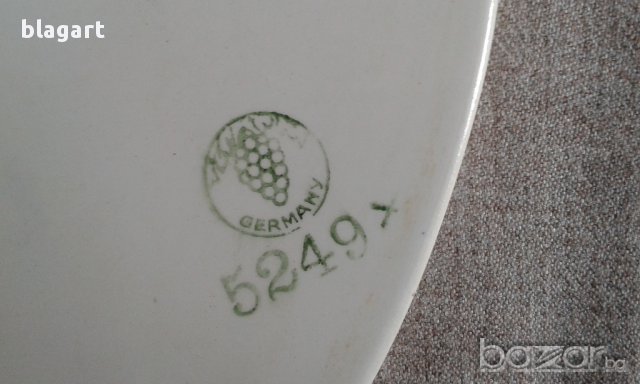 blagart
GERMANY
5249 x
bazar.bg